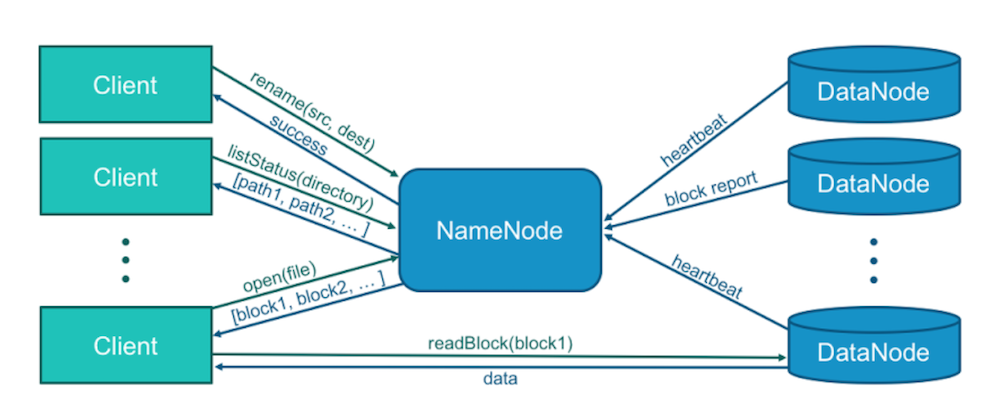 Client
rename(src, dest)
success
Client
listStatus(directory)
[path1, path2, … ]
Client
open(file)
[block1, block2, … ]
NameNode
readBlock(block1)
data
heartbeat
DataNode
block report
DataNode
heartbeat
DataNode